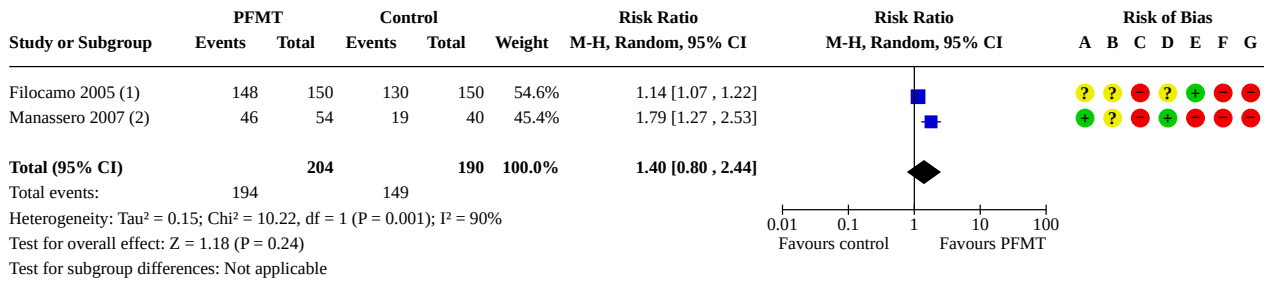 PFMT Control Risk Ratio Risk Ratio Risk of Bias
Study or Subgroup Events Total Events Total Weight M-H, Random, 95% CI M-H, Random, 95% CI A B C D E F G
Filocamo 2005 (1) 148 150 130 150 54.6% 1.14 [1.07 , 1.22] ? ? − ? + − −
Manassero 2007 (2) 46 54 19 40 45.4% 1.79 [1.27 , 2.53] + ? − + − − −
Total (95% CI) 204 190 100.0% 1.40 [0.80 , 2.44]
Total events: 194 149
Heterogeneity: Tau² = 0.15; Chi² = 10.22, df = 1 (P = 0.001); I² = 90%
0.01 0.1 1 10 100
Test for overall effect: Z = 1.18 (P = 0.24) Favours control Favours PFMT
Test for subgroup differences: Not applicable